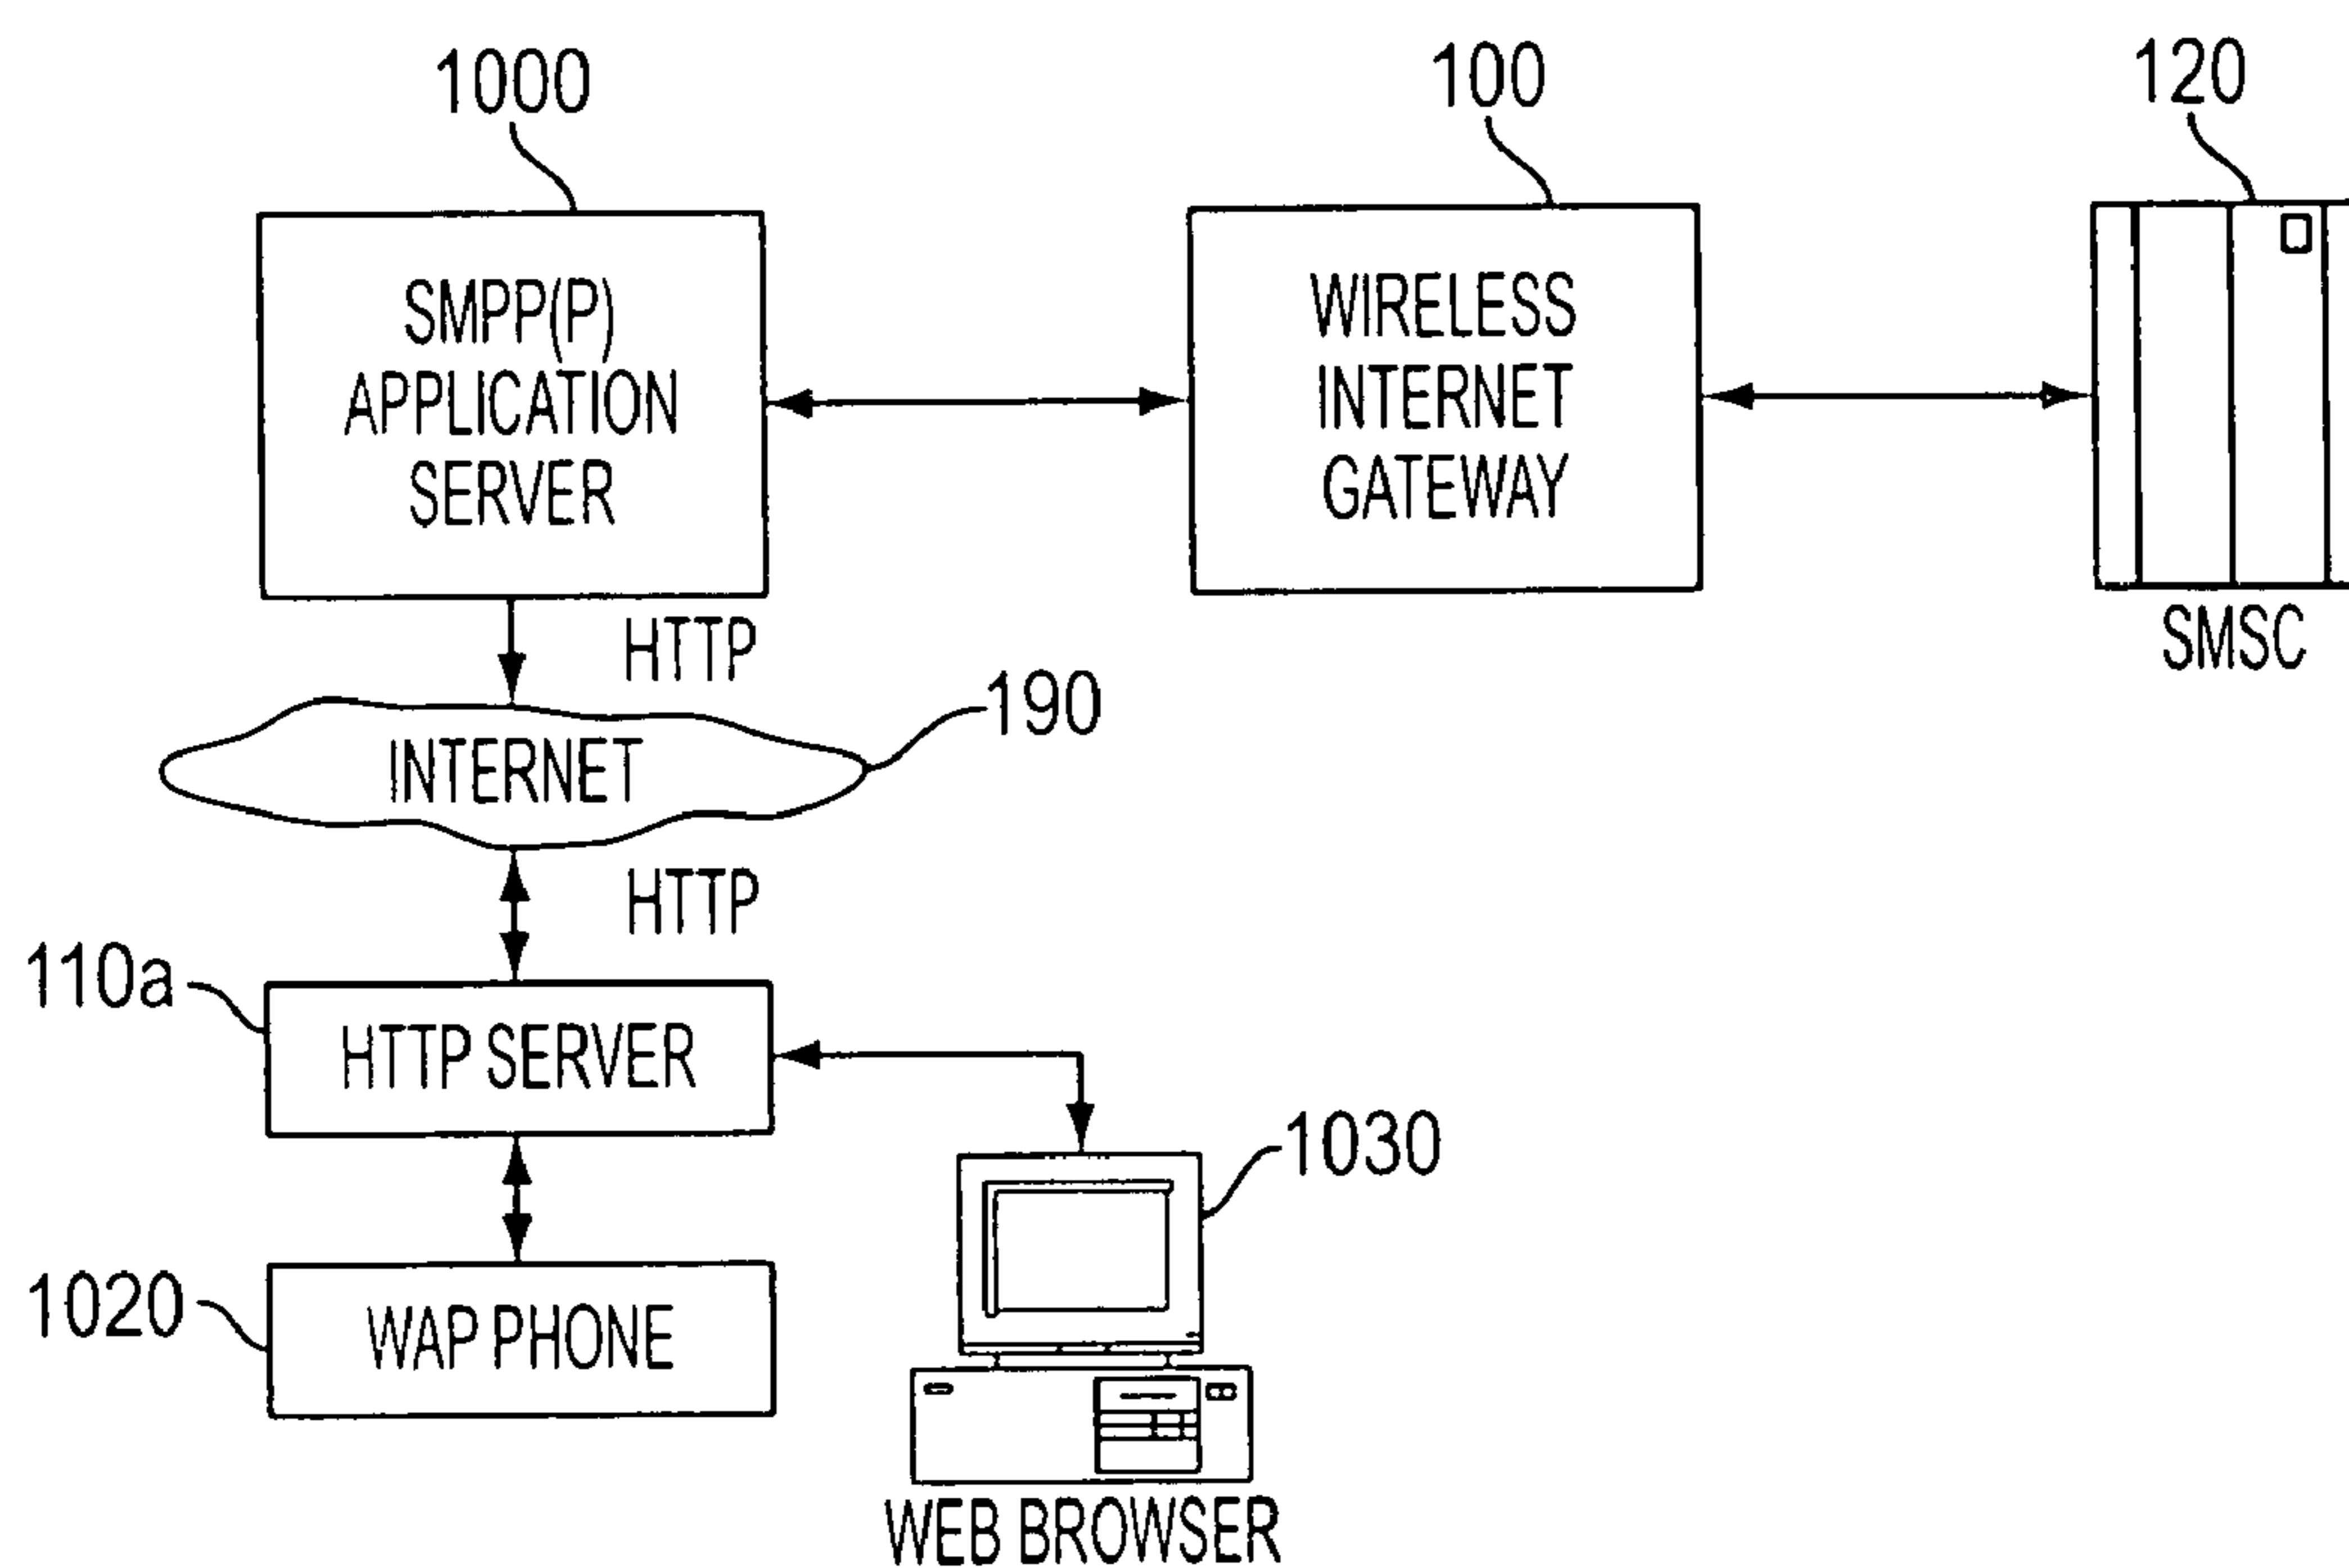 1000
100
120
SMPP(P)
APPLICATION
SERVER
WIRELESS
INTERNET
GATEWAY
SMSC
HTTP
190
INTERNET
HTTP
110a
HTTP SERVER
1030
1020
WAP PHONE
WEB BROWSER